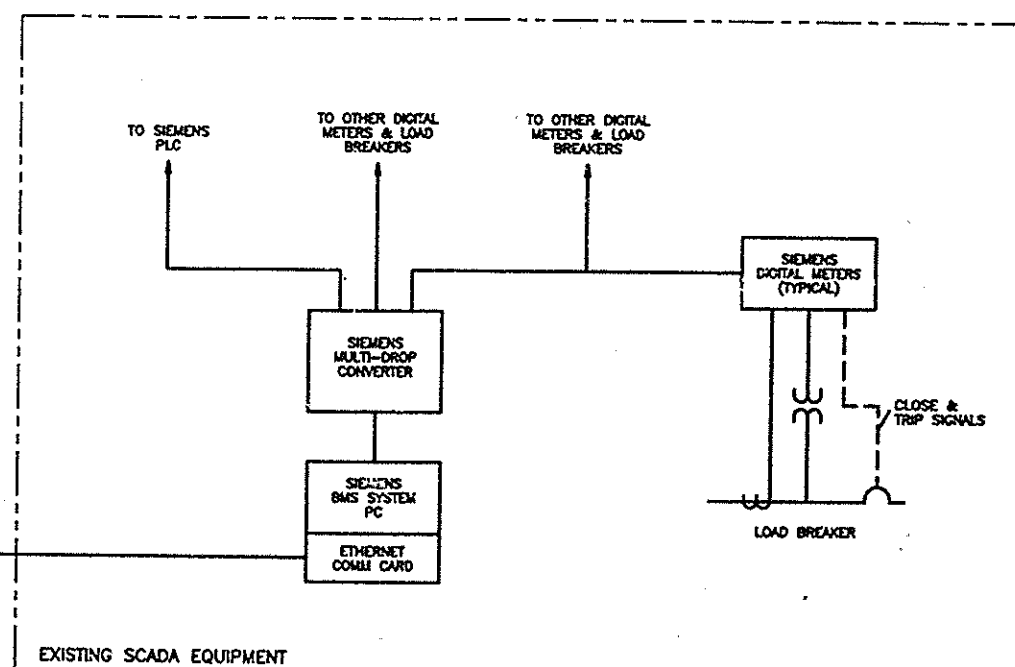 TO SIEMENS
PLC
TO OTHER DIGITAL
METERS & LOAD
BREAKERS
TO OTHER DIGITAL
METERS & LOAD
BREAKERS
SIEMENS
DIGITAL METERS
(TYPICAL)
SIEMENS
MULTI-DROP
CONVERTER
CLOSE &
TRIP SIGNALS
SIEMENS
BMS SYSTEM
PC
ETHERNET
COMM CARD
LOAD BREAKER
EXISTING SCADA EQUIPMENT